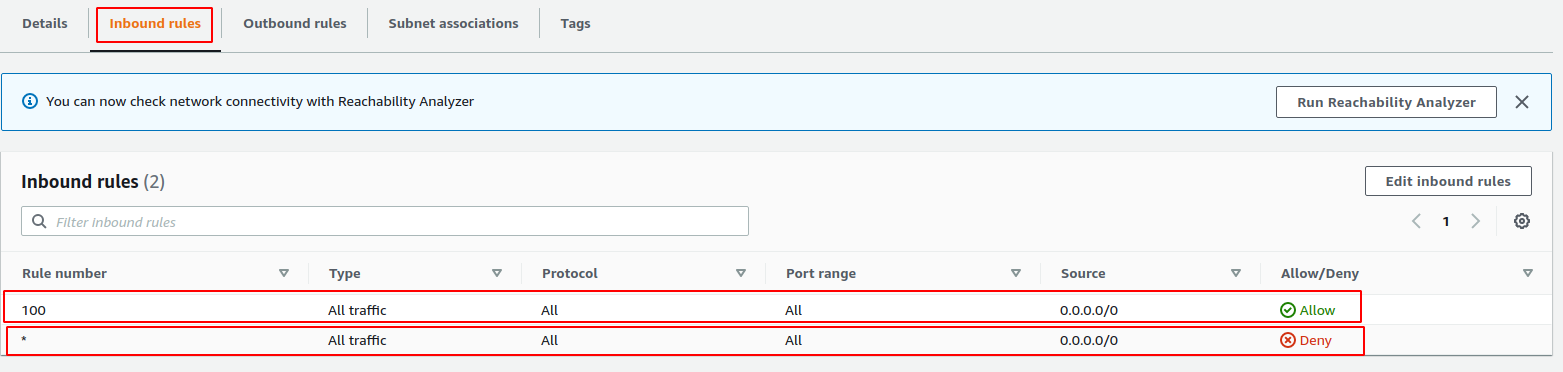 Details Inbound rules Outbound rules Subnet associations Tags
You can now check network connectivity with Reachability Analyzer Run Reachability Analyzer
Inbound rules (2) Edit inbound rules
Filter inbound rules 1
Rule number Type Protocol Port range Source Allow/Deny
100 All traffic All All 0.0.0.0/0 Allow
* All traffic All All 0.0.0.0/0 Deny